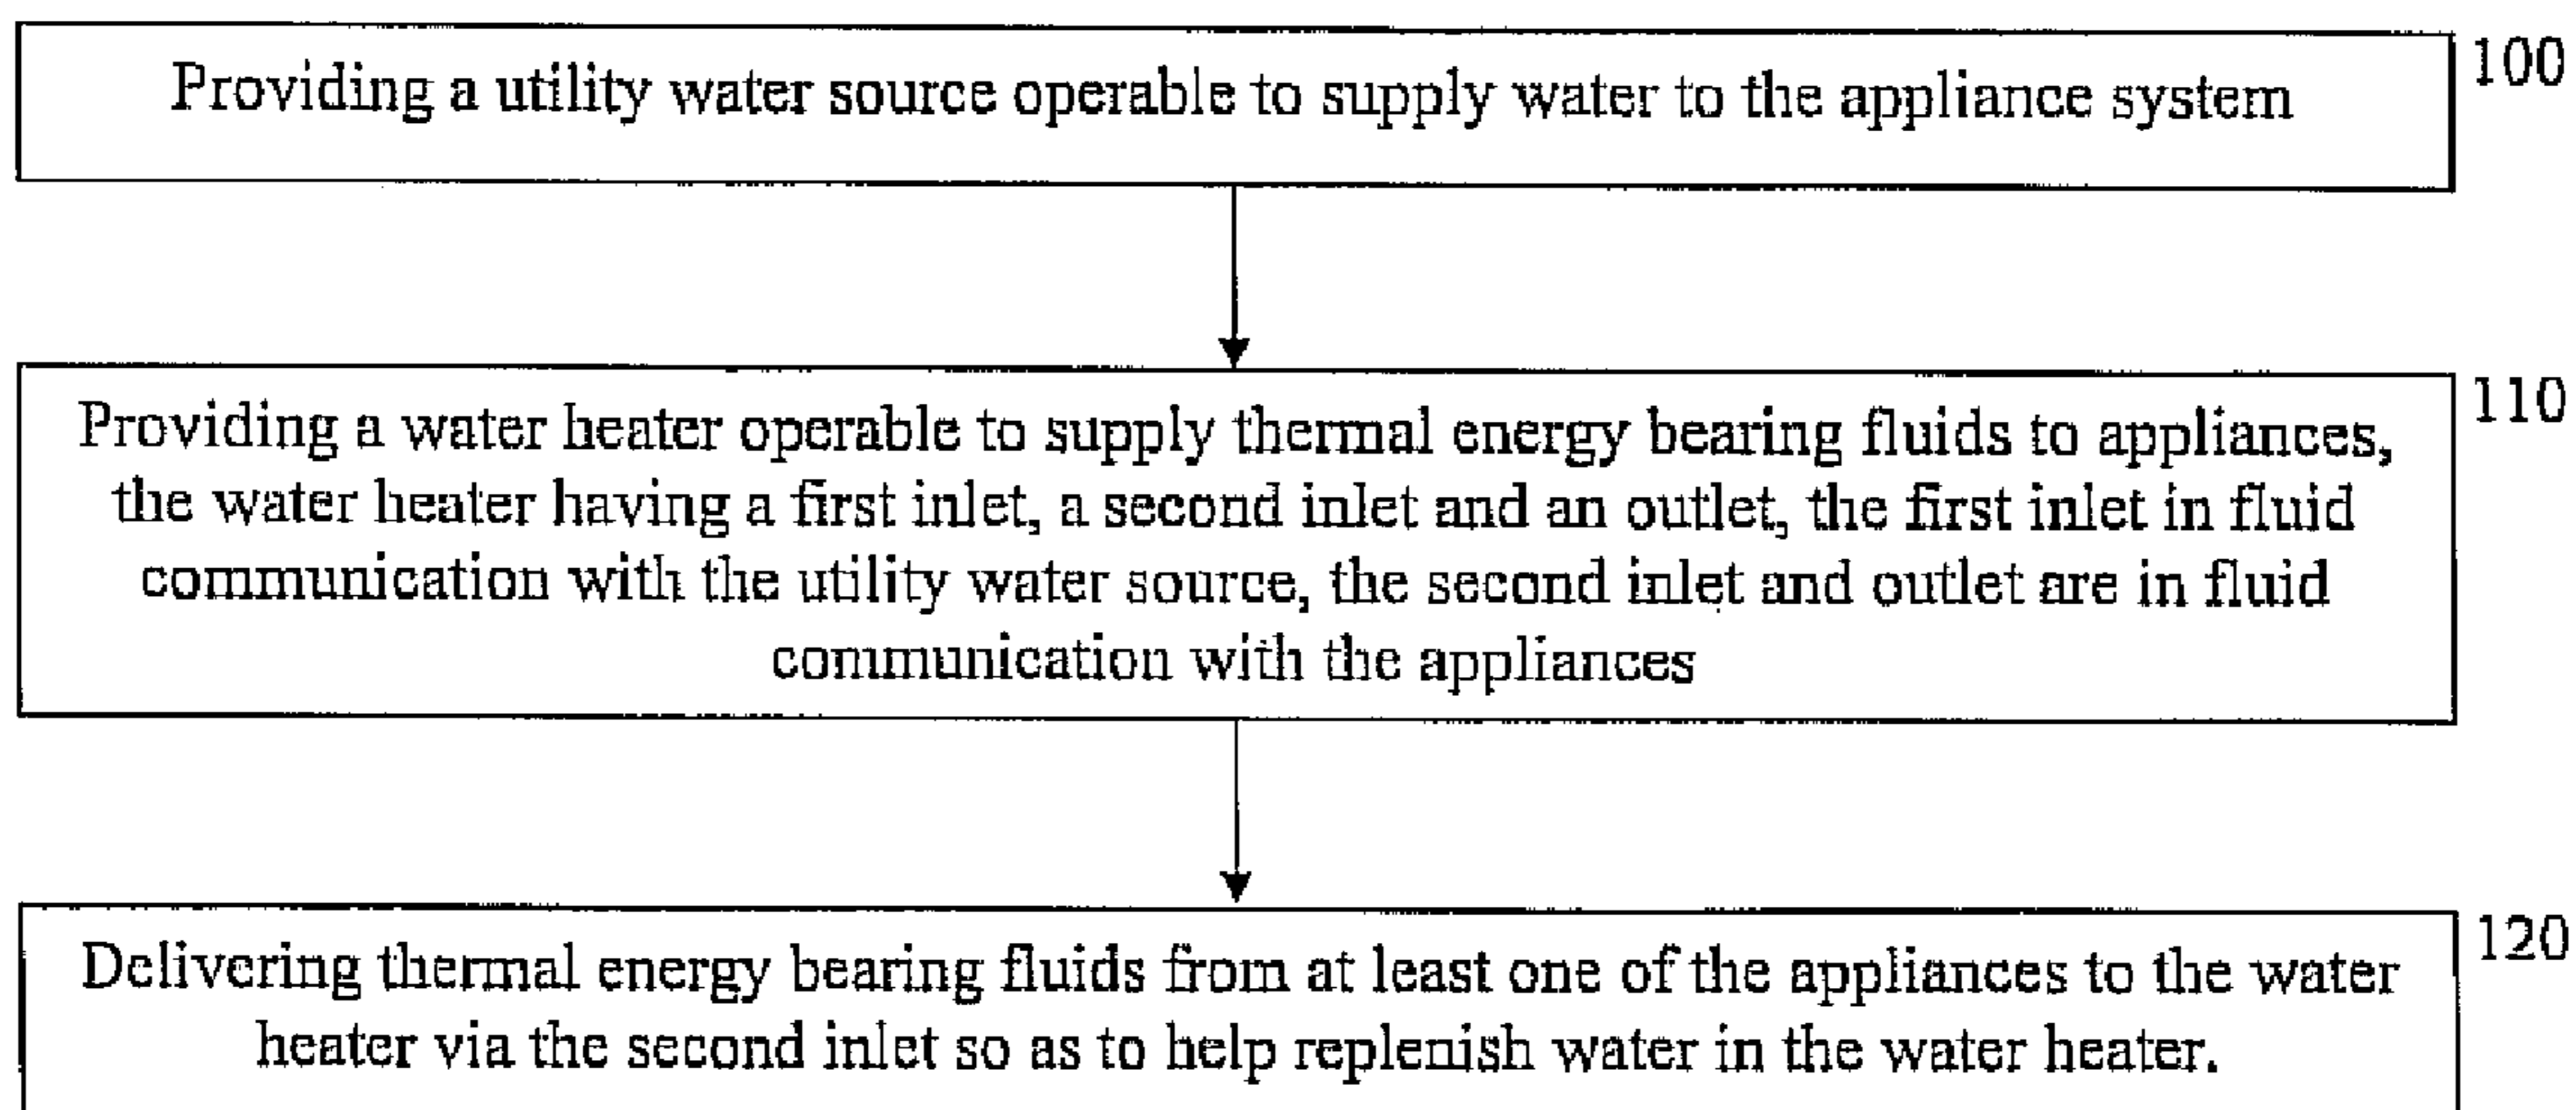 Providing a utility water source operable to supply water to the appliance system
100
Providing a water heater operable to supply thermal energy bearing fluids to appliances,
the water heater having a first inlet, a second inlet and an outlet, the first inlet in fluid
communication with the utility water source, the second inlet and outlet are in fluid
communication with the appliances
110
Delivering thermal energy bearing fluids from at least one of the appliances to the water
heater via the second inlet so as to help replenish water in the water heater.
120